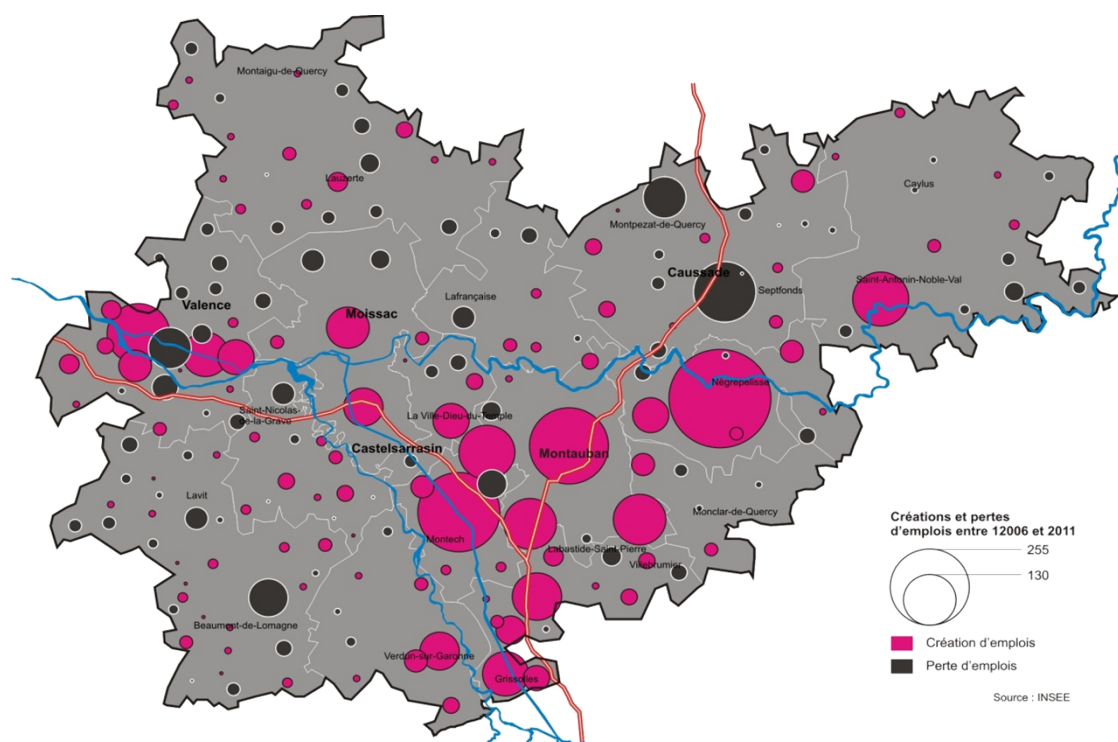 Montaigu-de-Quercy
Lauzerte
Caylus
Montpezat-de-Quercy
Caussade
Septfonds
Saint-Antonin-Noble-Val
Valence
Moissac
Lafrançaise
Nègrepelisse
Saint-Nicolas-
de-la-Grave
La Ville-Dieu-du-Temple
Castelsarrasin
Montauban
Lavit
Montech
Monclar-de-Quercy
Labastide-Saint-Pierre
Villebrumier
Beaumont-de-Lomagne
Verdun-sur-Garonne
Grissolles
Créations et pertes
d'emplois entre 12006 et 2011
255
130
Création d'emplois
Perte d'emplois
Source : INSEE